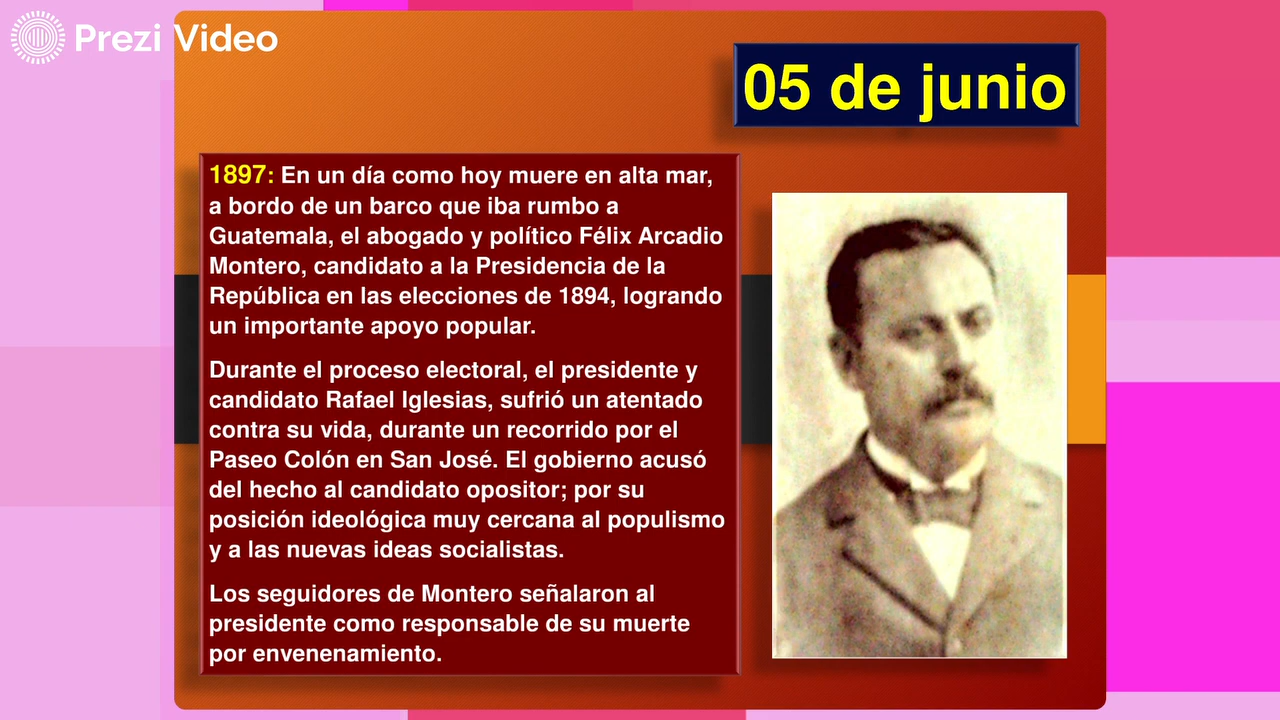 Prezi Video
05 de junio
1897: En un día como hoy muere en alta mar,
a bordo de un barco que iba rumbo a
Guatemala, el abogado y político Félix Arcadio
Montero, candidato a la Presidencia de la
República en las elecciones de 1894, logrando
un importante apoyo popular.
Durante el proceso electoral, el presidente y
candidato Rafael Iglesias, sufrió un atentado
contra su vida, durante un recorrido por el
Paseo Colón en San José. El gobierno acusó
del hecho al candidato opositor; por su
posición ideológica muy cercana al populismo
y a las nuevas ideas socialistas.
Los seguidores de Montero señalaron al
presidente como responsable de su muerte
por envenenamiento.